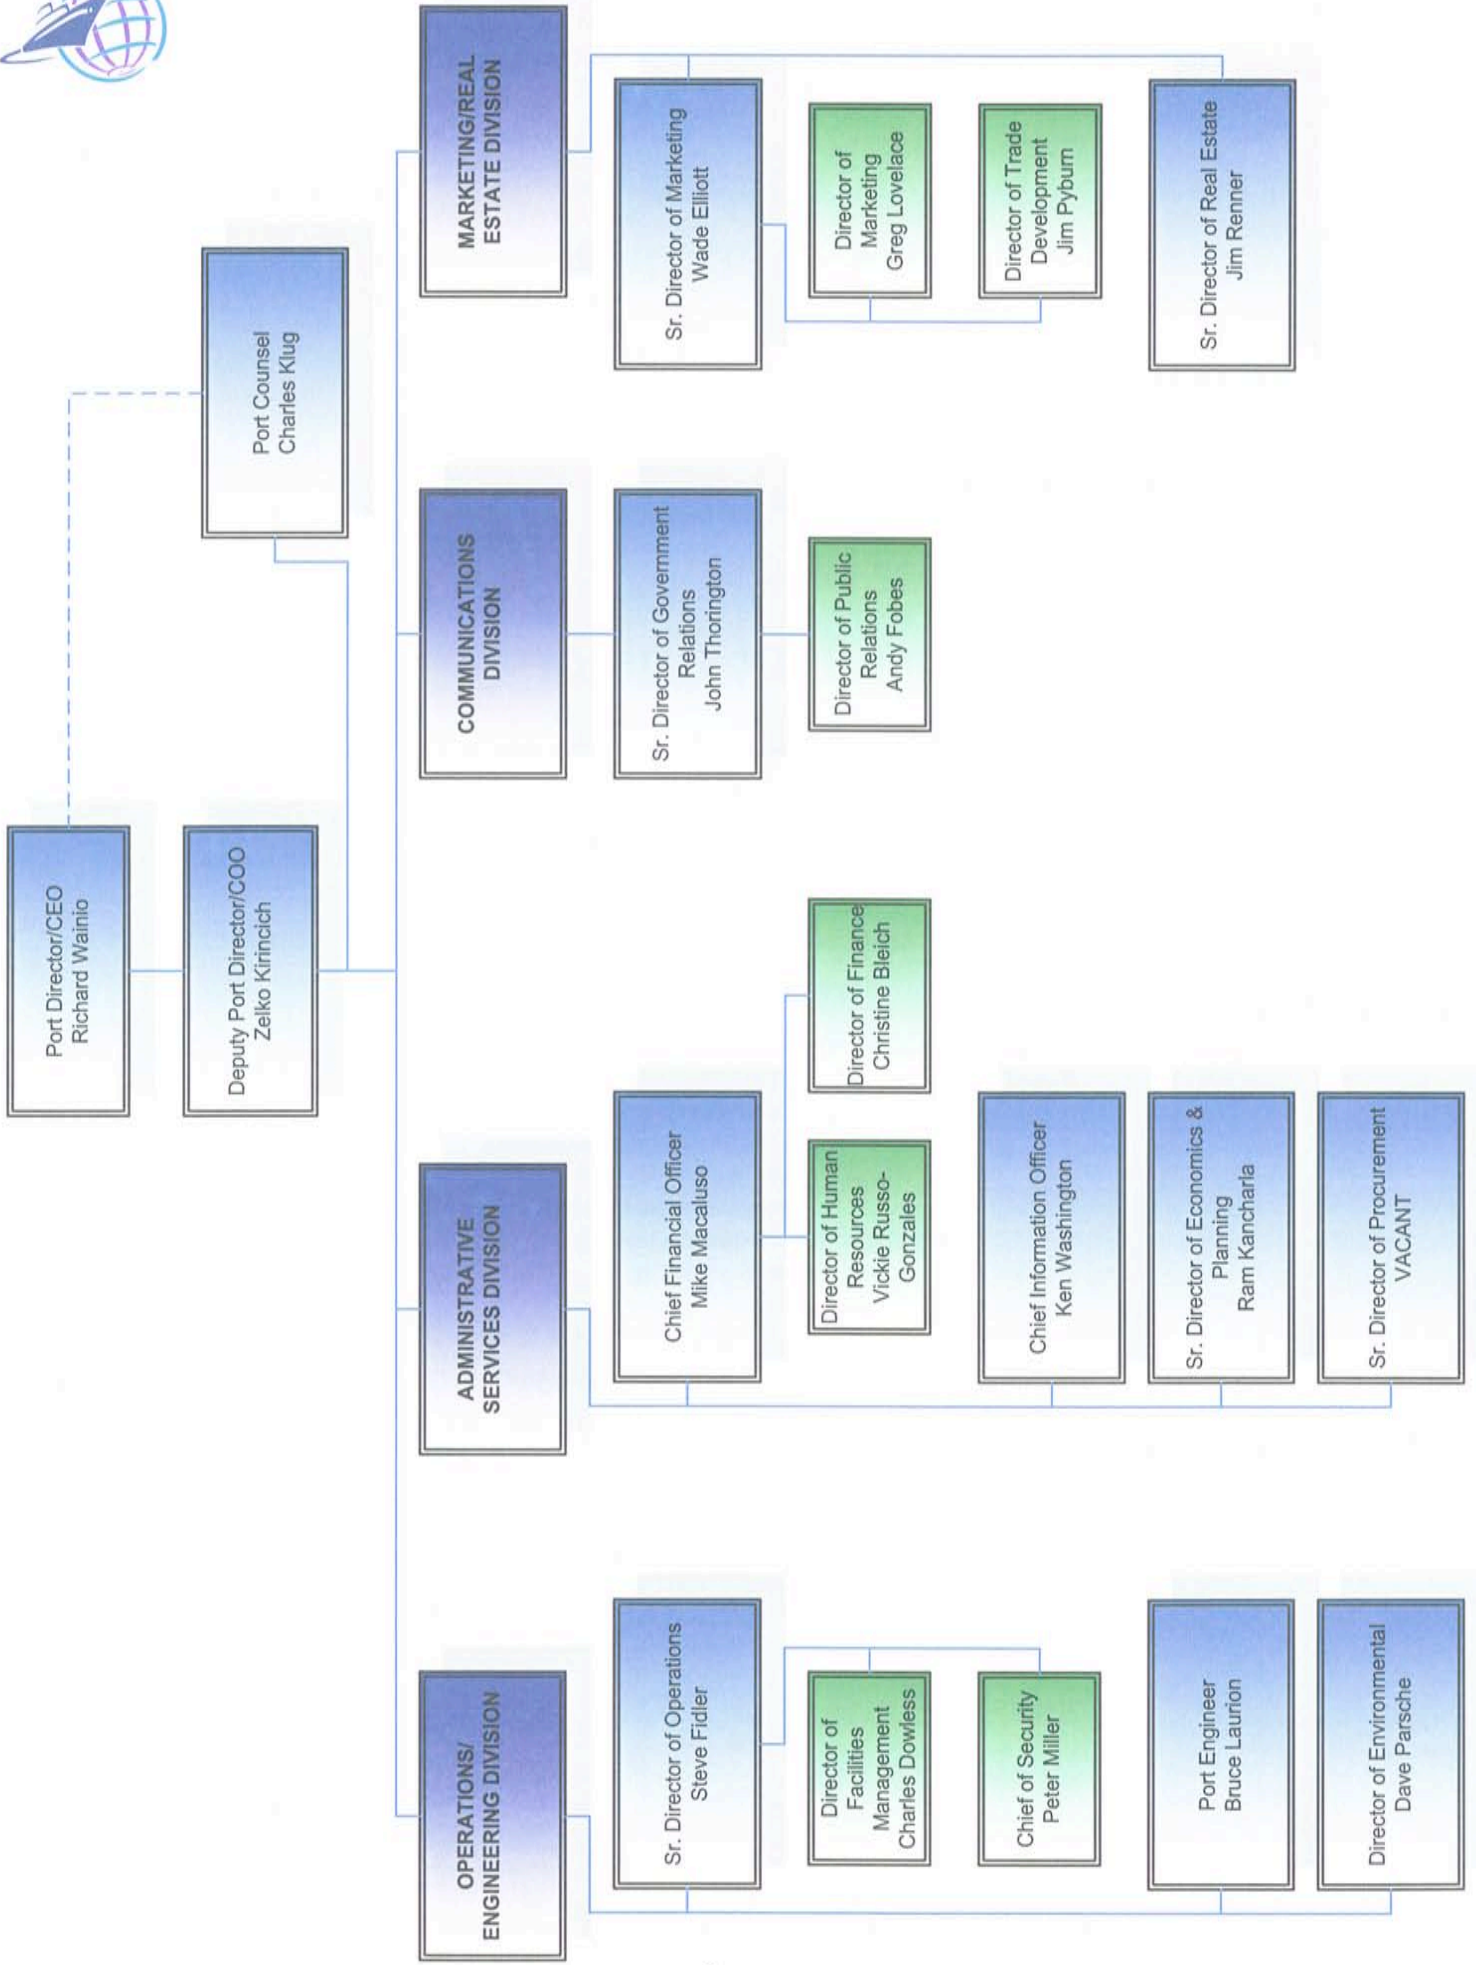 Port Director/CEO
Richard Wainio
Deputy Port Director/COO
Zelko Kirincich
Port Counsel
Charles Klug
OPERATIONS/
ENGINEERING DIVISION
Sr. Director of Operations
Steve Fidler
Director of
Facilities
Management
Charles Dowless
Chief of Security
Peter Miller
Port Engineer
Bruce Laurion
Director of Environmental
Dave Parsche
ADMINISTRATIVE
SERVICES DIVISION
Chief Financial Officer
Mike Macaluso
Director of Human
Resources
Vickie Russo-
Gonzales
Director of Finance
Christine Bleich
Chief Information Officer
Ken Washington
Sr. Director of Economics &
Planning
Ram Kancharla
Sr. Director of Procurement
VACANT
COMMUNICATIONS
DIVISION
Sr. Director of Government
Relations
John Thorington
Director of Public
Relations
Andy Fobes
MARKETING/REAL
ESTATE DIVISION
Sr. Director of Marketing
Wade Elliott
Director of
Marketing
Greg Lovelace
Director of Trade
Development
Jim Pyburn
Sr. Director of Real Estate
Jim Renner